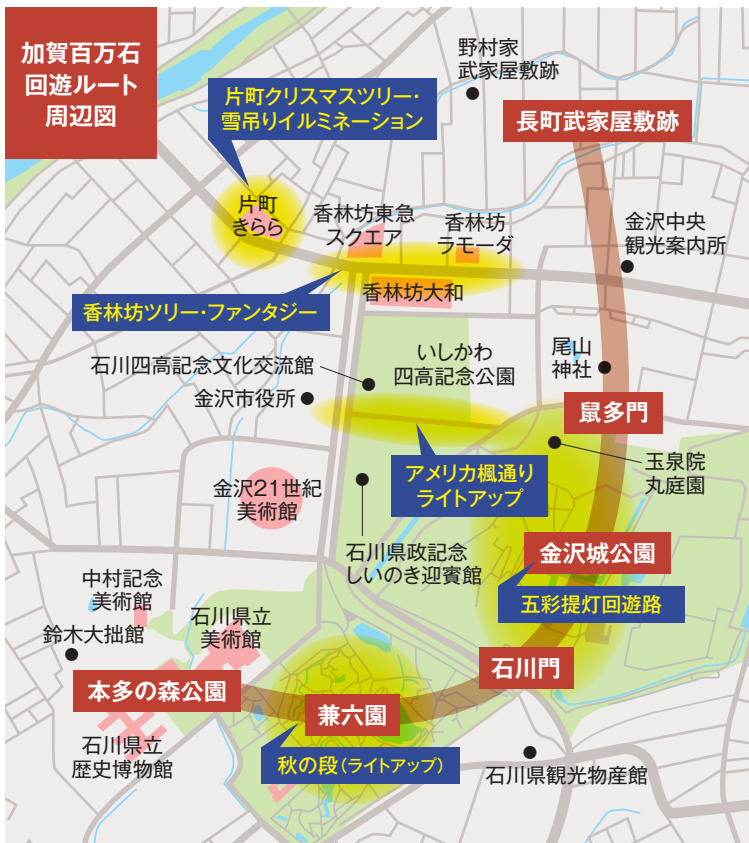 加賀百万石
回遊ルート
周辺図
野村家
武家屋敷跡
片町クリスマスツリー・
雪吊りイルミネーション
長町武家屋敷跡
片町
きらら
香林坊東急
スクエア
香林坊
ラモーダ
金沢中央
観光案内所
香林坊大和
香林坊ツリー・ファンタジー
石川四高記念文化交流館
いしかわ
四高記念公園
尾山
神社
金沢市役所
鼠多門
アメリカ楓通り
ライトアップ
玉泉院
丸庭園
金沢21世紀
美術館
石川県政記念
しいのき迎賓館
金沢城公園
中村記念
美術館
五彩提灯回遊路
石川県立
美術館
鈴木大拙館
石川門
本多の森公園
兼六園
石川県立
歴史博物館
秋の段(ライトアップ)
石川県観光物産館